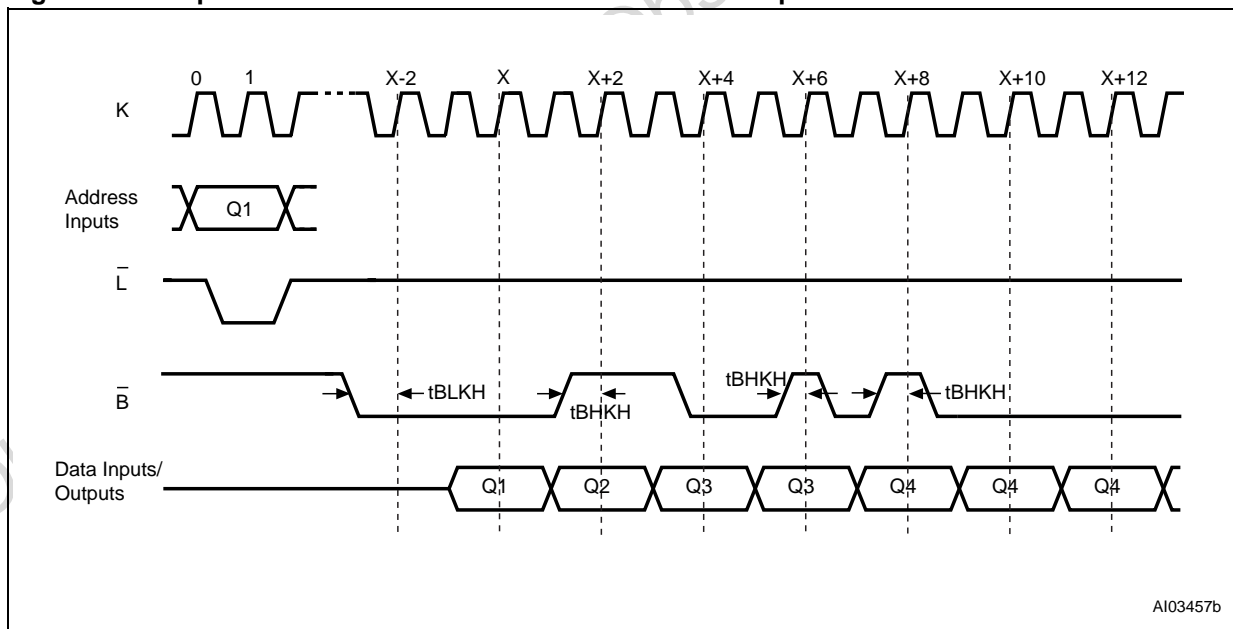 0 1 X-2 X X+2 X+4 X+6 X+8 X+10 X+12
K
Address
Inputs
Q1
L̅
B̅
tBLKH
tBHKH
tBHKH
tBHKH
Data Inputs/
Outputs
Q1 Q2 Q3 Q3 Q4 Q4 Q4
AI03457b